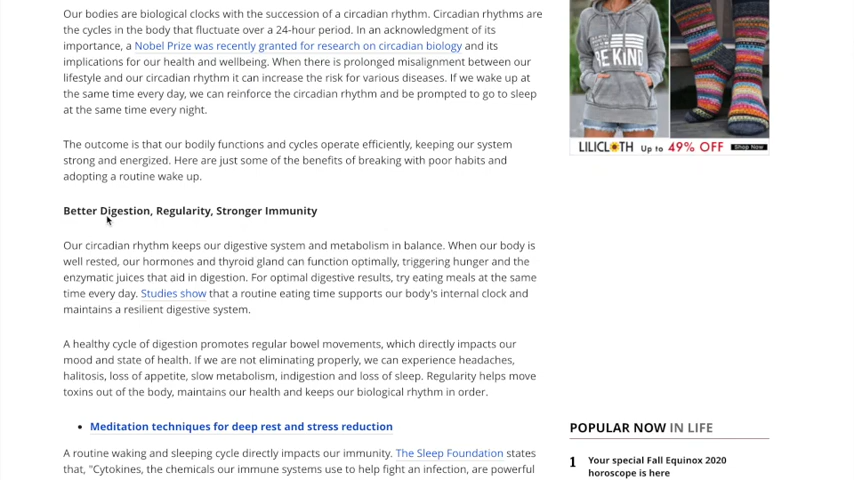 Our bodies are biological clocks with the succession of a circadian rhythm. Circadian rhythms are
the cycles in the body that fluctuate over a 24-hour period. In an acknowledgment of its
importance, a Nobel Prize was recently granted for research on circadian biology and its
implications for our health and wellbeing. When there is prolonged misalignment between our
lifestyle and our circadian rhythm it can increase the risk for various diseases. If we wake up at
the same time every day, we can reinforce the circadian rhythm and be prompted to go to sleep
at the same time every night.
The outcome is that our bodily functions and cycles operate efficiently, keeping our system
strong and energized. Here are just some of the benefits of breaking with poor habits and
adopting a routine wake up.
Better Digestion, Regularity, Stronger Immunity
Our circadian rhythm keeps our digestive system and metabolism in balance. When our body is
well rested, our hormones and thyroid gland can function optimally, triggering hunger and the
enzymatic juices that aid in digestion. For optimal digestive results, try eating meals at the same
time every day. Studies show that a routine eating time supports our body's internal clock and
maintains a resilient digestive system.
A healthy cycle of digestion promotes regular bowel movements, which directly impacts our
mood and state of health. If we are not eliminating properly, we can experience headaches,
halitosis, loss of appetite, slow metabolism, indigestion and loss of sleep. Regularity helps move
toxins out of the body, maintains our health and keeps our biological rhythm in order.
• Meditation techniques for deep rest and stress reduction
A routine waking and sleeping cycle directly impacts our immunity. The Sleep Foundation states
that, "Cytokines, the chemicals our immune systems use to help fight an infection, are powerful
BE KIND
LILICLOTH Up to 49% OFF Shop Now
POPULAR NOW IN LIFE
1 Your special Fall Equinox 2020
horoscope is here